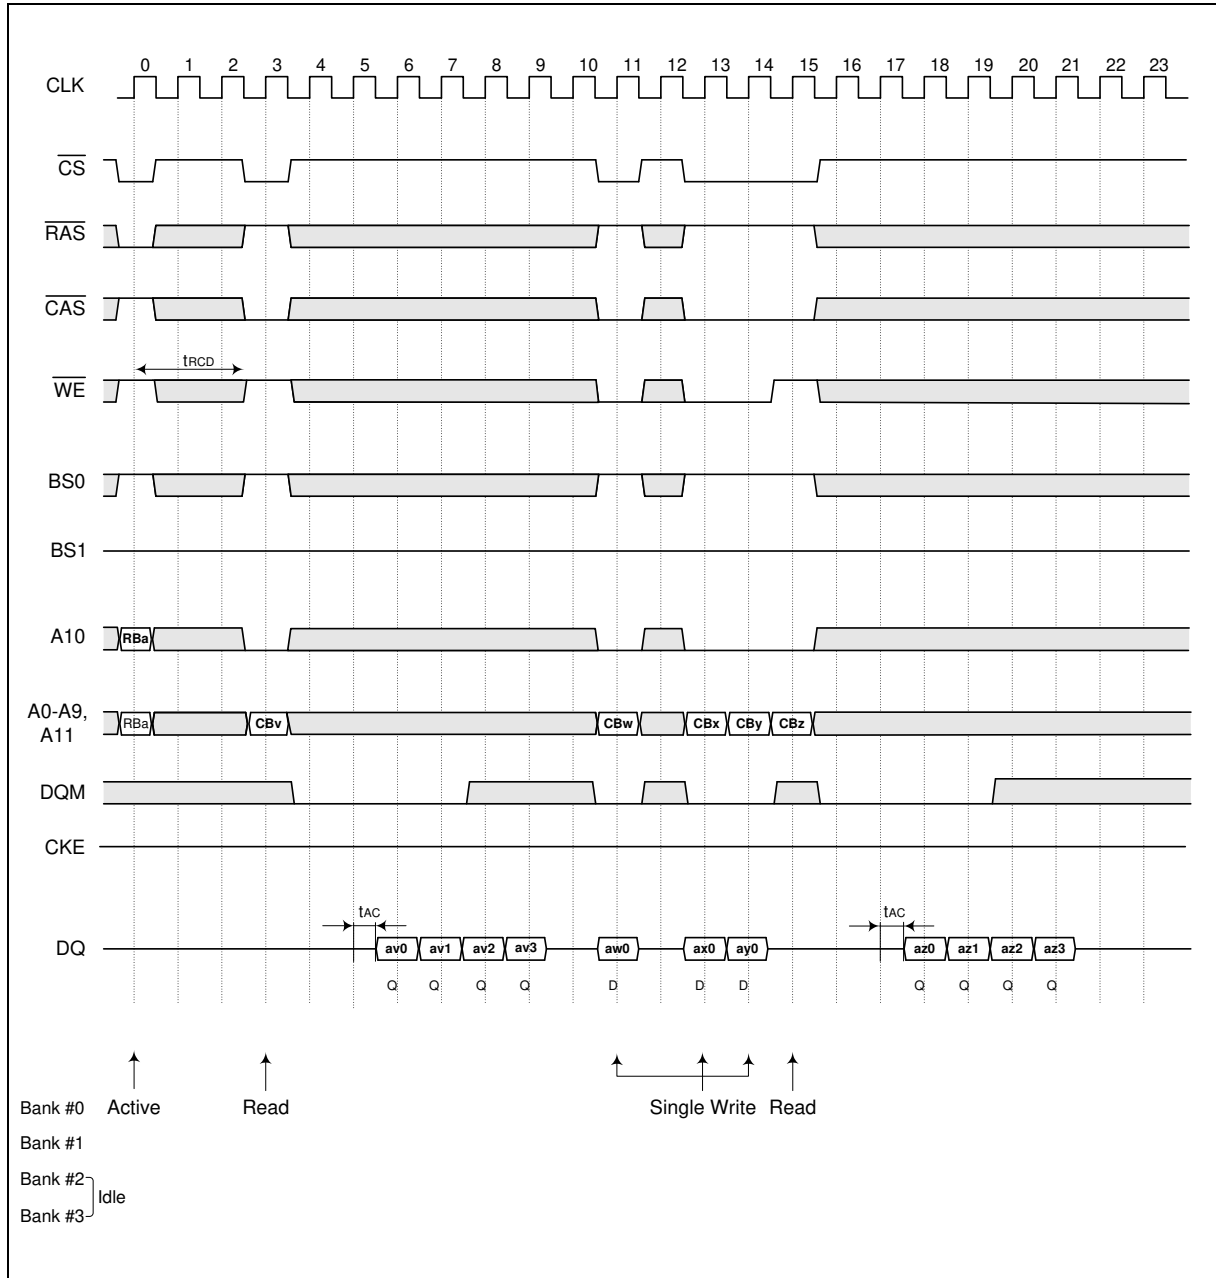 0 1 2 3 4 5 6 7 8 9 10 11 12 13 14 15 16 17 18 19 20 21 22 23
CLK
CS
RAS
CAS
tRCD
WE
BS0
BS1
A10 RBa
A0-A9,
A11
RBa CBv CBw CBx CBy CBz
DQM
CKE
tAC tAC
DQ av0 av1 av2 av3 aw0 ax0 ay0 az0 az1 az2 az3
Q Q Q Q D D D Q Q Q Q
Bank #0 Active Read Single Write Read
Bank #1
Bank #2
Idle
Bank #3